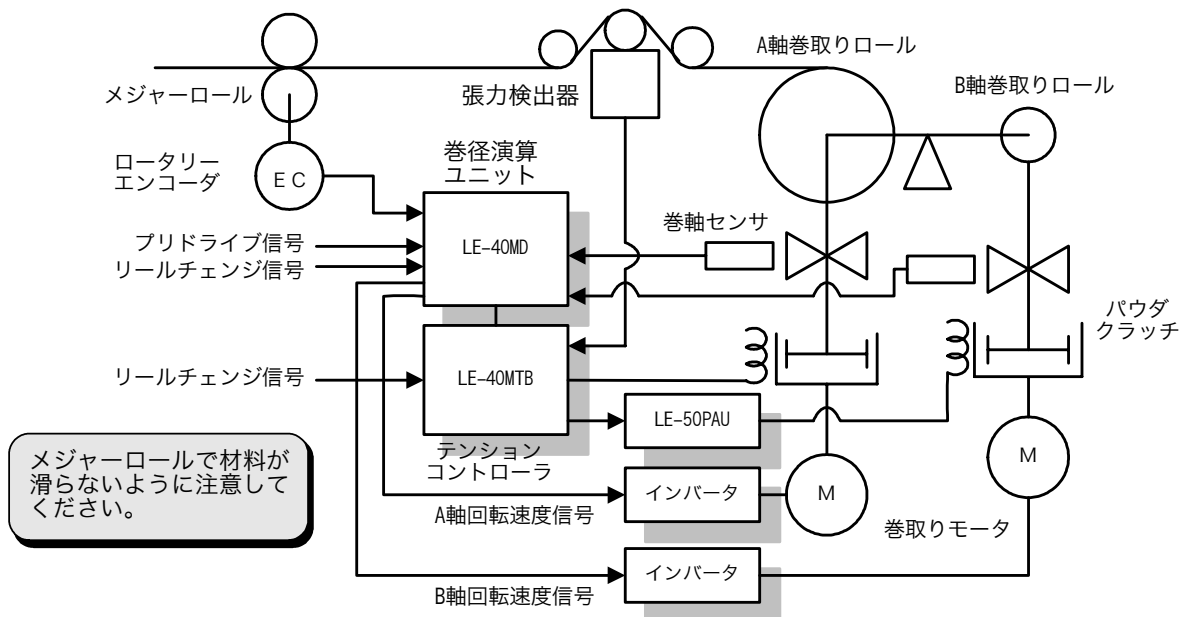 A軸巻取りロール
B軸巻取りロール
メジャーロール
張力検出器
ロータリー
エンコーダ
E C
巻径演算
ユニット
LE-40MD
巻軸センサ
プリドライブ信号
リールチェンジ信号
パウダ
クラッチ
リールチェンジ信号
LE-40MTB
LE-50PAU
テンション
コントローラ
メジャーロールで材料が
滑らないように注意して
ください。
インバータ
M
M
A軸回転速度信号
巻取りモータ
インバータ
B軸回転速度信号